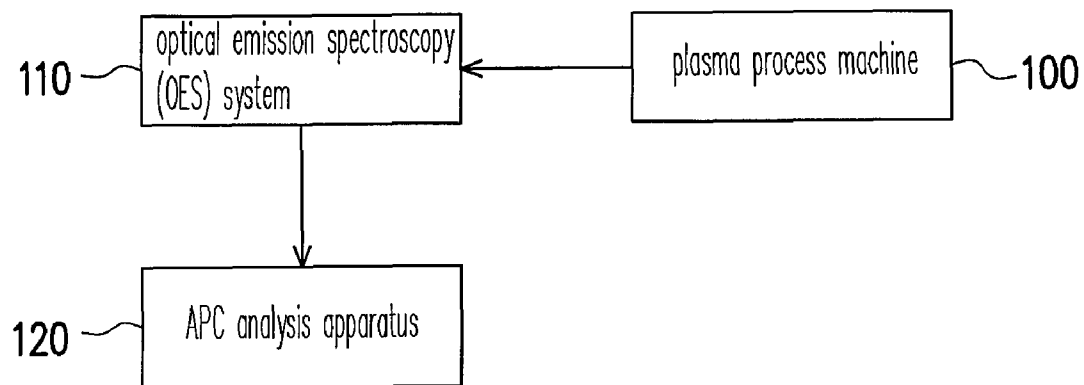 optical emission spectroscopy
(OES) system
110
plasma process machine
100
APC analysis apparatus
120